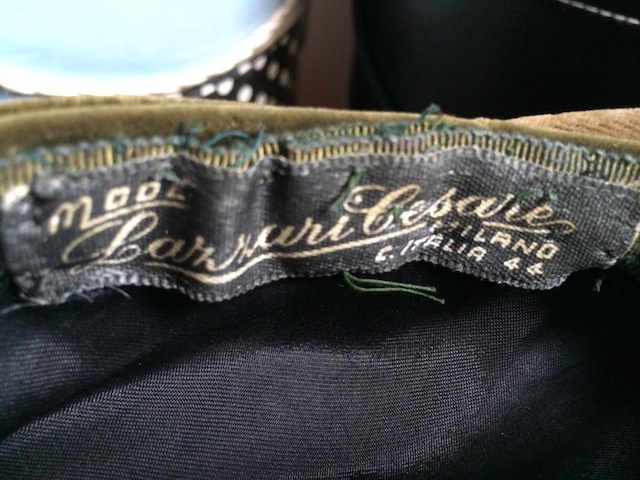 MODE
Lazzari Cesare
MILANO
C. ITALIA 44